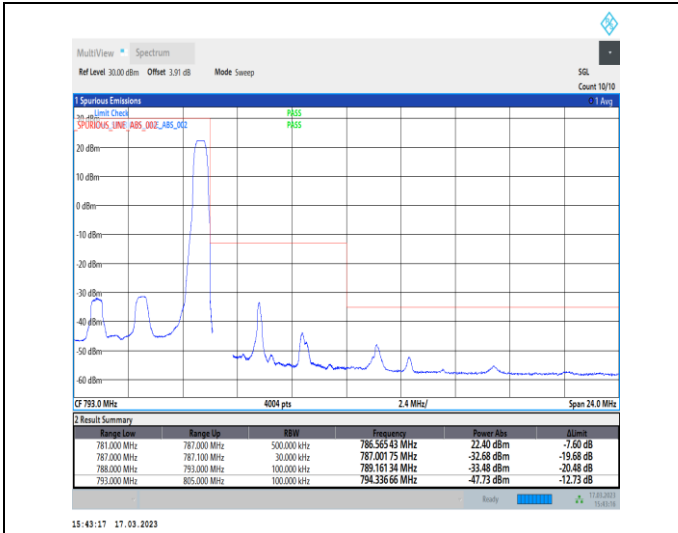 MultiView Spectrum
Ref Level 30.00 dBm Offset 3.91 dB Mode Sweep SGL
Count 10/10
1 Spurious Emissions 1 Avg
Limit Check PASS
PASS
20 dBm
10 dBm
0 dBm
-10 dBm
-20 dBm
-30 dBm
-40 dBm
-50 dBm
-60 dBm
CF 793.0 MHz 4004 pts 2.4 MHz/ Span 24.0 MHz
2 Result Summary
Range Low Range Up RBW Frequency Power Abs ΔLimit
781.000 MHz 787.000 MHz 500.000 kHz 786.565 43 MHz 22.40 dBm -7.60 dB
787.000 MHz 787.100 MHz 30.000 kHz 787.001 75 MHz -32.68 dBm -19.68 dB
788.000 MHz 793.000 MHz 100.000 kHz 789.161 34 MHz -33.48 dBm -20.48 dB
793.000 MHz 805.000 MHz 100.000 kHz 794.336 66 MHz -47.73 dBm -12.73 dB
Ready 17.03.2023
15:43:16
15:43:17 17.03.2023